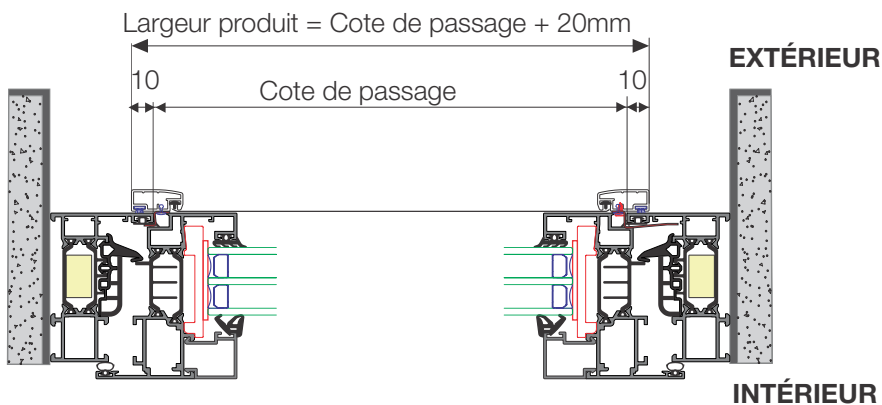 Largeur produit = Cote de passage + 20mm
EXTÉRIEUR
10
Cote de passage
10
INTÉRIEUR